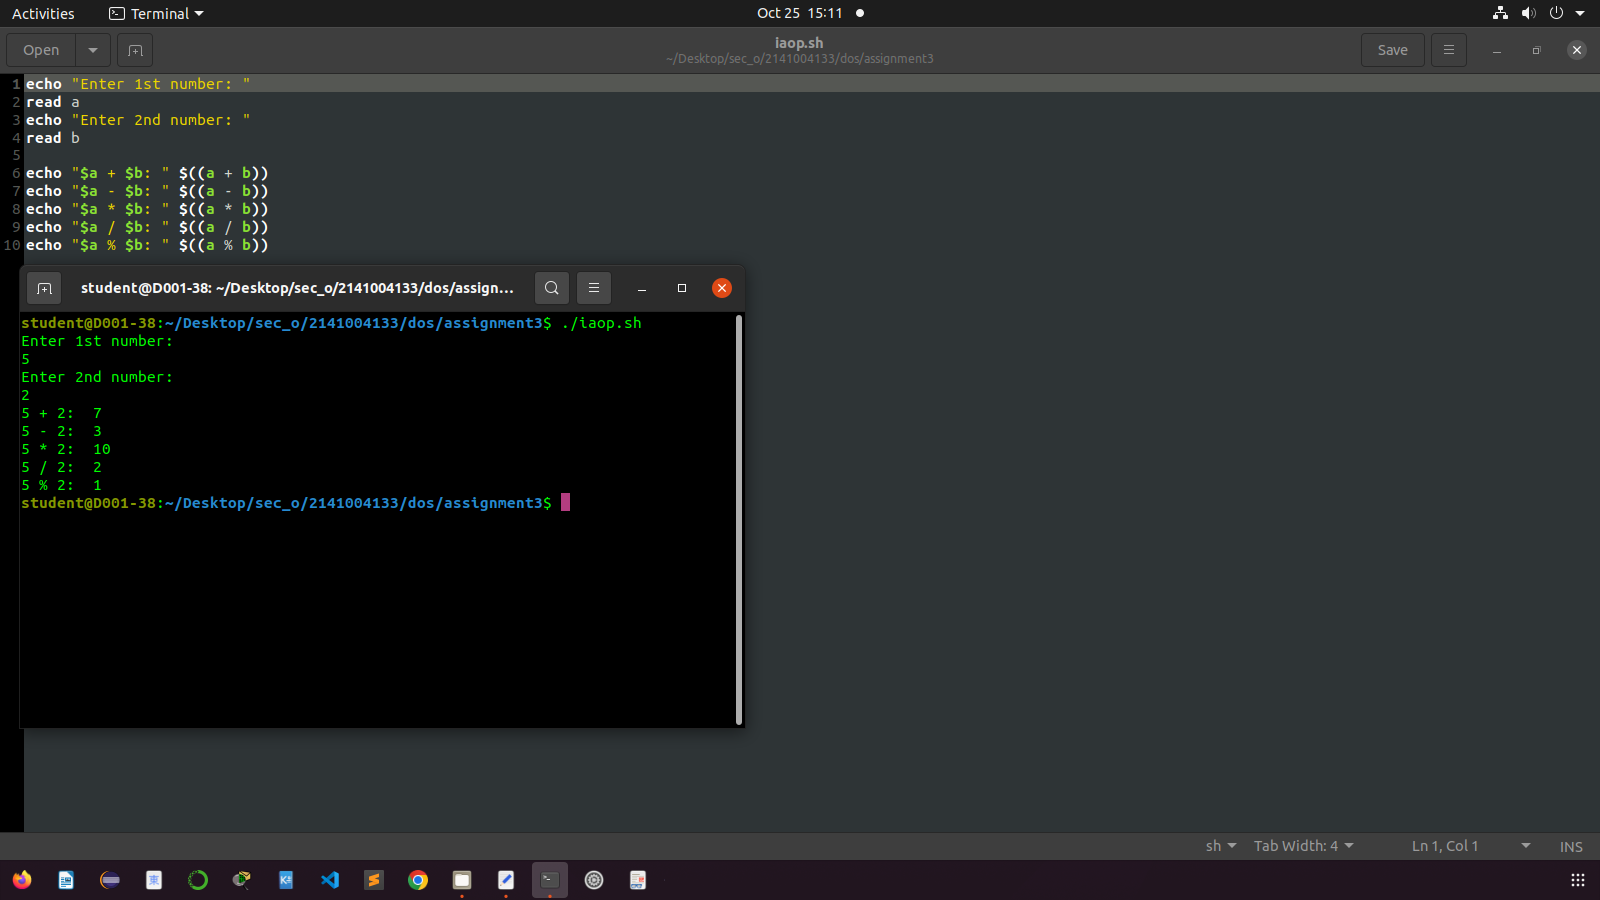 Activities Terminal Oct 25 15:11
Open iaop.sh Save
~/Desktop/sec_o/2141004133/dos/assignment3
1 echo "Enter 1st number: "
2 read a
3 echo "Enter 2nd number: "
4 read b
5
6 echo "$a + $b: " $((a + b))
7 echo "$a - $b: " $((a - b))
8 echo "$a * $b: " $((a * b))
9 echo "$a / $b: " $((a / b))
10 echo "$a % $b: " $((a % b))
student@D001-38: ~/Desktop/sec_o/2141004133/dos/assign...
student@D001-38:~/Desktop/sec_o/2141004133/dos/assignment3$ ./iaop.sh
Enter 1st number:
5
Enter 2nd number:
2
5 + 2:  7
5 - 2:  3
5 * 2:  10
5 / 2:  2
5 % 2:  1
student@D001-38:~/Desktop/sec_o/2141004133/dos/assignment3$
sh Tab Width: 4 Ln 1, Col 1 INS